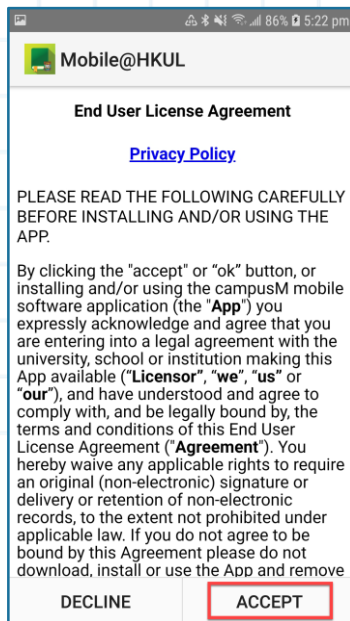 86% 5:22 pm
Mobile@HKUL
End User License Agreement
Privacy Policy
PLEASE READ THE FOLLOWING CAREFULLY
BEFORE INSTALLING AND/OR USING THE
APP.
By clicking the "accept" or “ok” button, or
installing and/or using the campusM mobile
software application (the "App") you
expressly acknowledge and agree that you
are entering into a legal agreement with the
university, school or institution making this
App available (“Licensor”, “we”, “us” or
“our”), and have understood and agree to
comply with, and be legally bound by, the
terms and conditions of this End User
License Agreement ("Agreement"). You
hereby waive any applicable rights to require
an original (non-electronic) signature or
delivery or retention of non-electronic
records, to the extent not prohibited under
applicable law. If you do not agree to be
bound by this Agreement please do not
download, install or use the App and remove
DECLINE ACCEPT